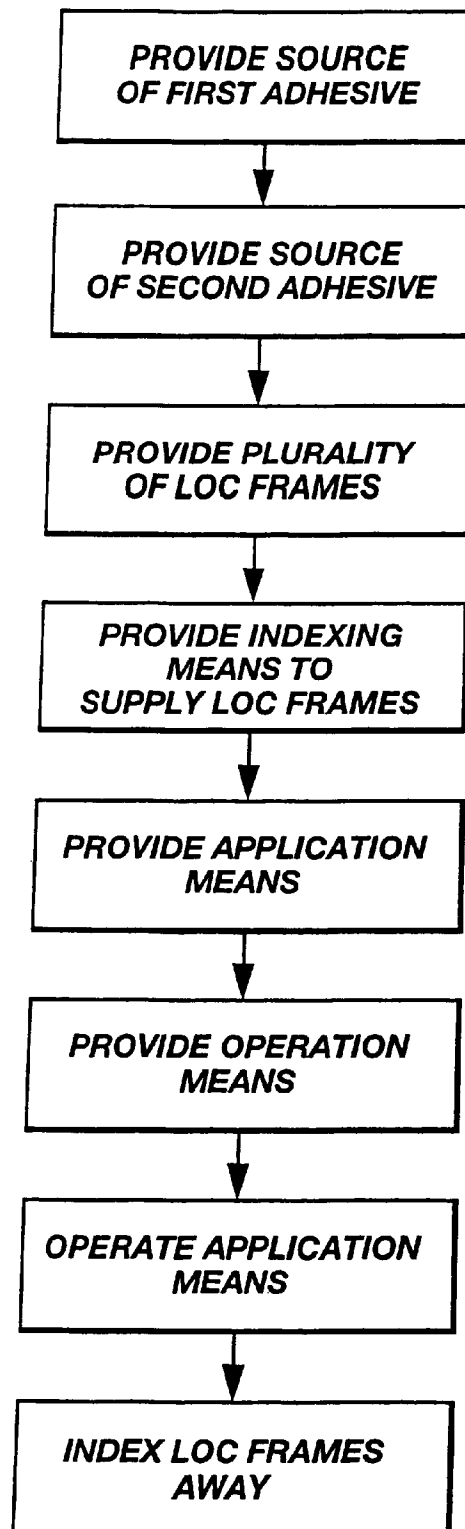 PROVIDE SOURCE
OF FIRST ADHESIVE
PROVIDE SOURCE
OF SECOND ADHESIVE
PROVIDE PLURALITY
OF LOC FRAMES
PROVIDE INDEXING
MEANS TO
SUPPLY LOC FRAMES
PROVIDE APPLICATION
MEANS
PROVIDE OPERATION
MEANS
OPERATE APPLICATION
MEANS
INDEX LOC FRAMES
AWAY